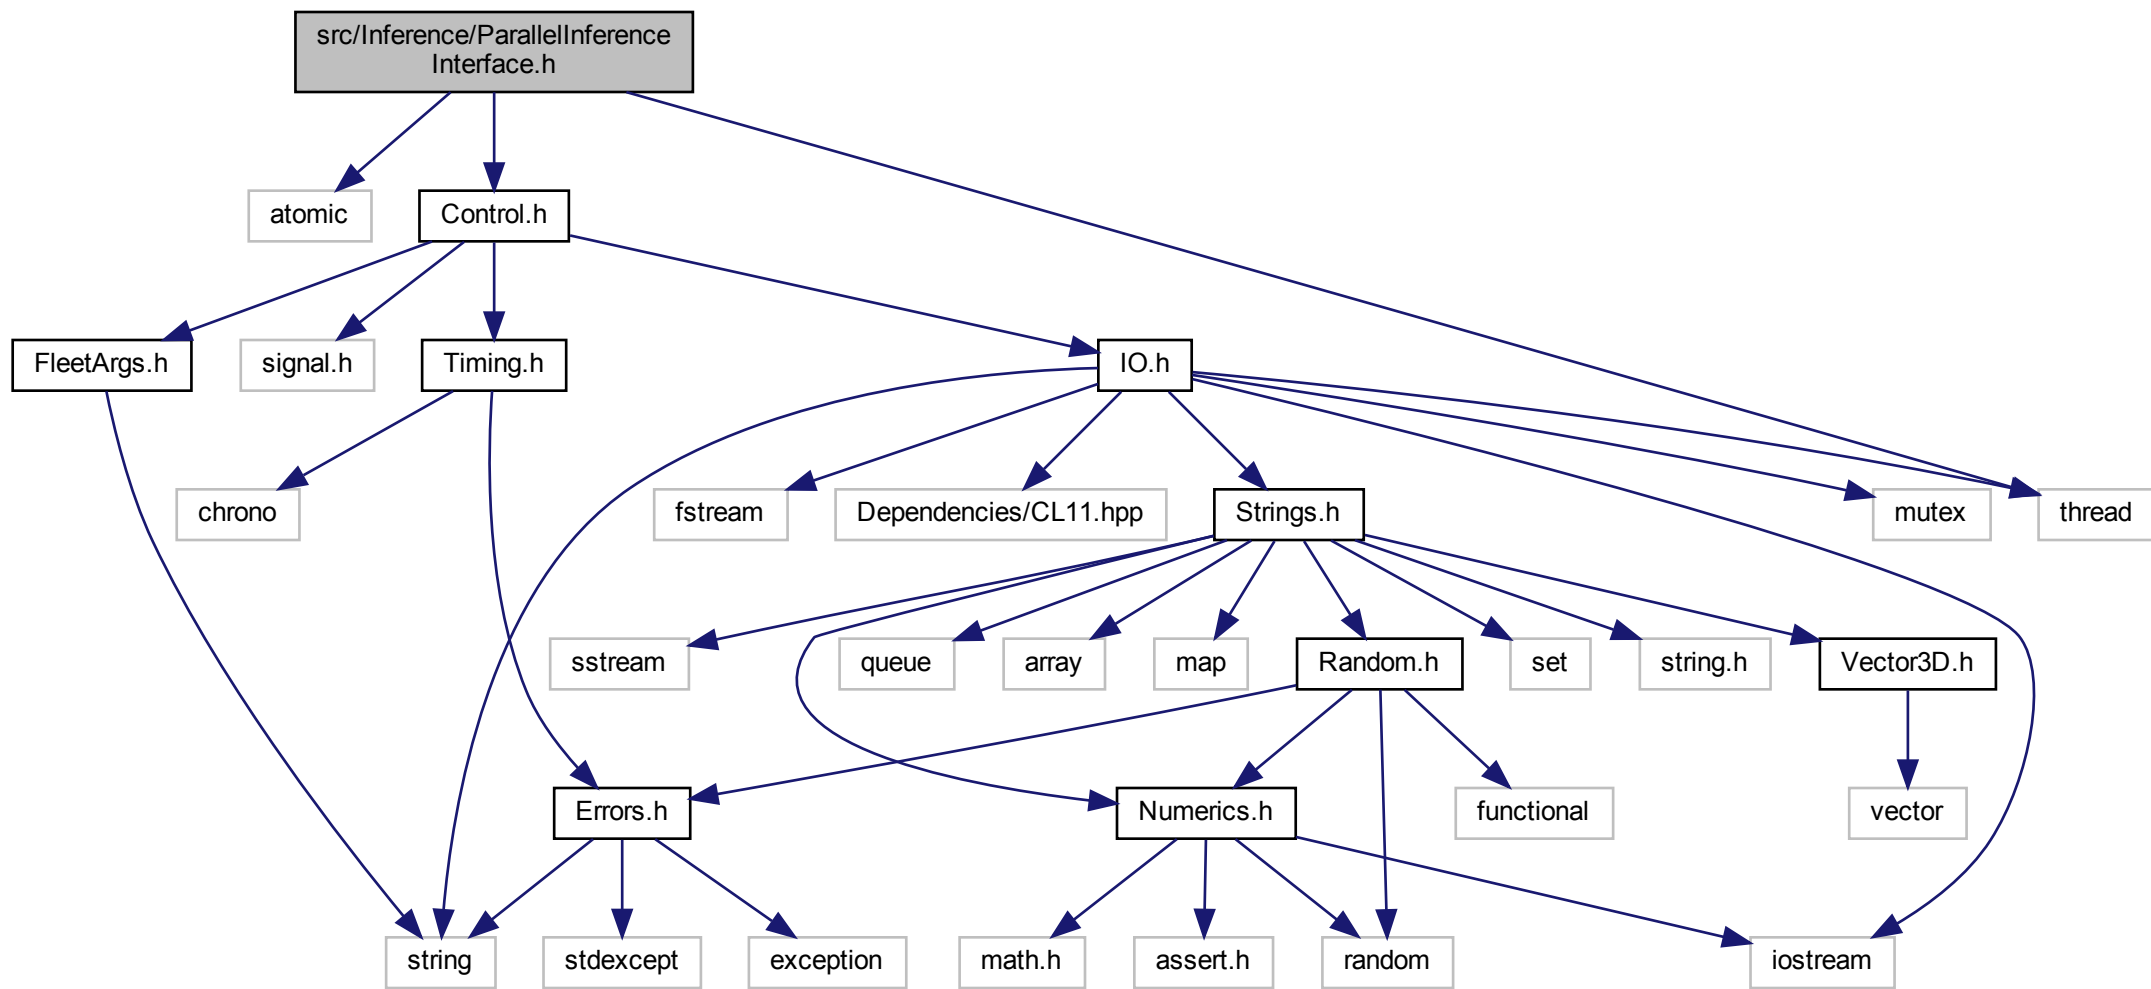 src/Inference/ParallelInference
Interface.h
atomic
Control.h
FleetArgs.h
signal.h
Timing.h
IO.h
chrono
fstream
Dependencies/CL11.hpp
Strings.h
mutex
thread
sstream
queue
array
map
Random.h
set
string.h
Vector3D.h
Errors.h
Numerics.h
functional
vector
string
stdexcept
exception
math.h
assert.h
random
iostream